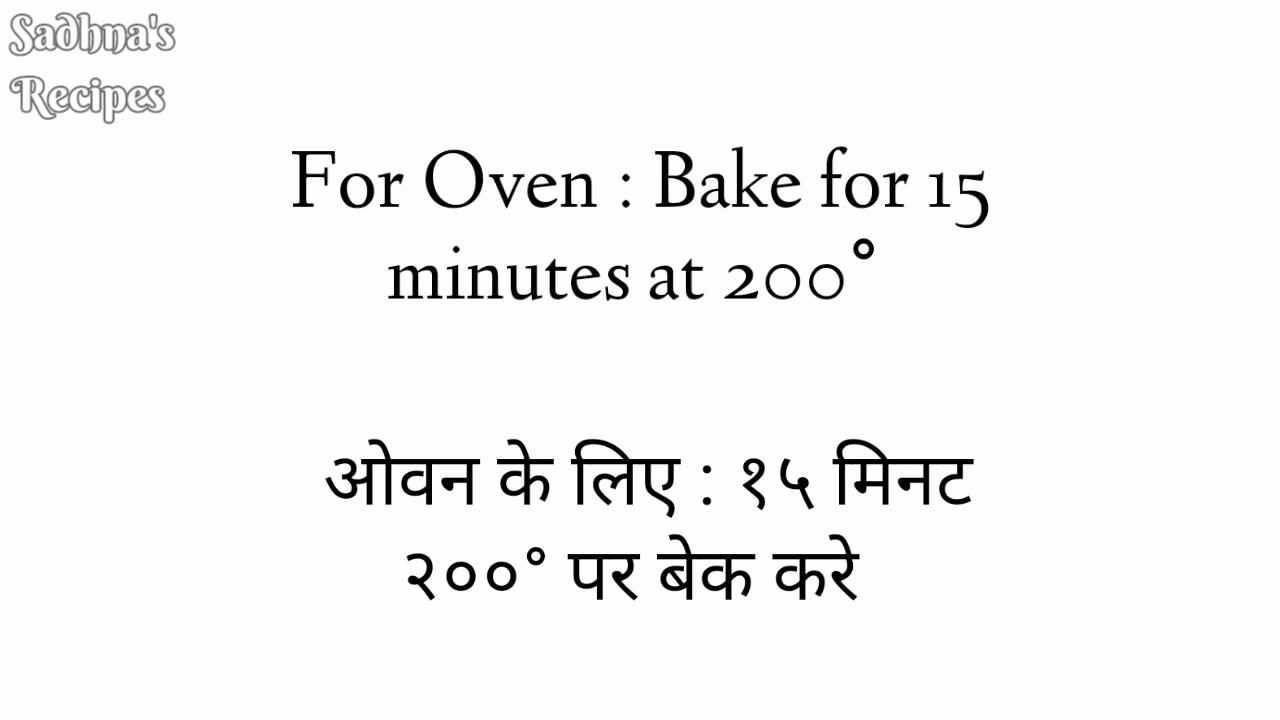 Sadhna's
Recipes
For Oven : Bake for 15
minutes at 200°
ओवन के लिए : १५ मिनट
२००° पर बेक करे